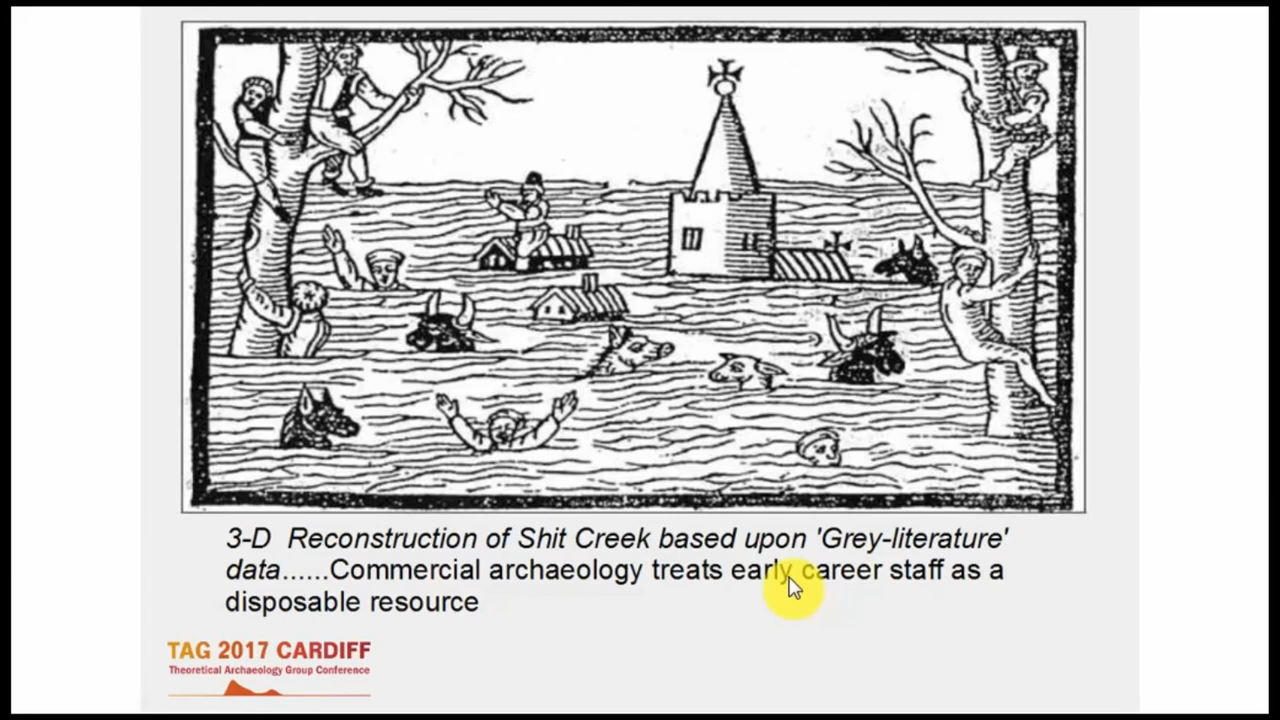 3-D Reconstruction of Shit Creek based upon 'Grey-literature'
data......Commercial archaeology treats early career staff as a
disposable resource
TAG 2017 CARDIFF
Theoretical Archaeology Group Conference